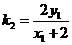 k₂ = 2y₁ / (x₁ + 2)